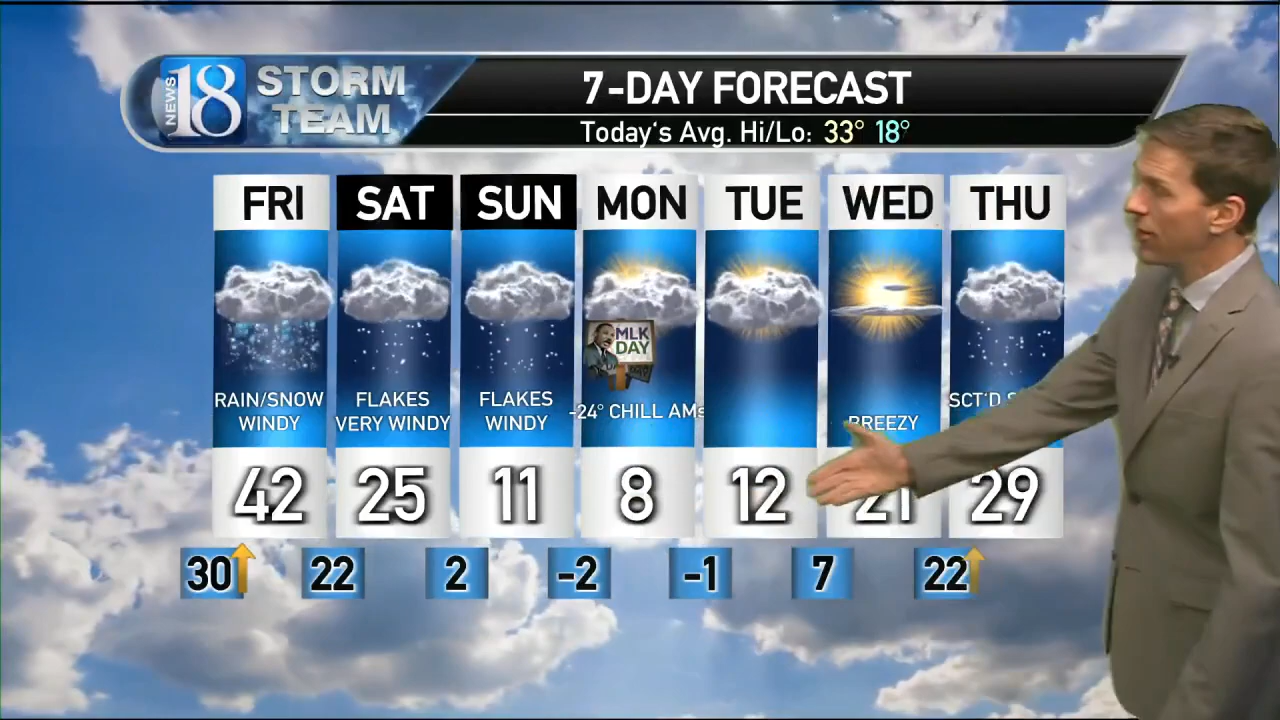 NEWS 18 STORM TEAM
7-DAY FORECAST
Today's Avg. Hi/Lo: 33° 18°
FRI SAT SUN MON TUE WED THU
MLK DAY
RAIN/SNOW WINDY
FLAKES VERY WINDY
FLAKES WINDY
-24° CHILL AMs
BREEZY
SCT'D
42 25 11 8 12 21 29
30 22 2 -2 -1 7 22